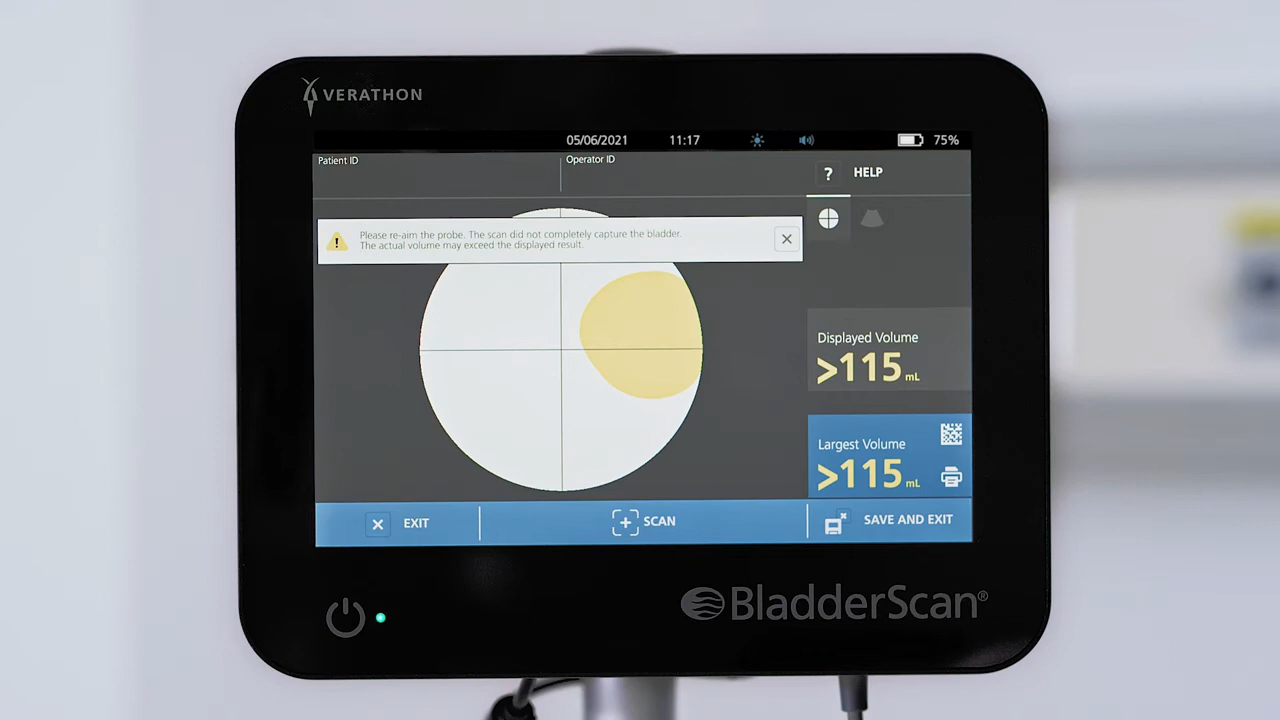 VERATHON
05/06/2021 11:17 75%
Patient ID
Operator ID
? HELP
Please re-aim the probe. The scan did not completely capture the bladder.
The actual volume may exceed the displayed result.
Displayed Volume
>115 mL
Largest Volume
>115 mL
EXIT
SCAN
SAVE AND EXIT
BladderScan®